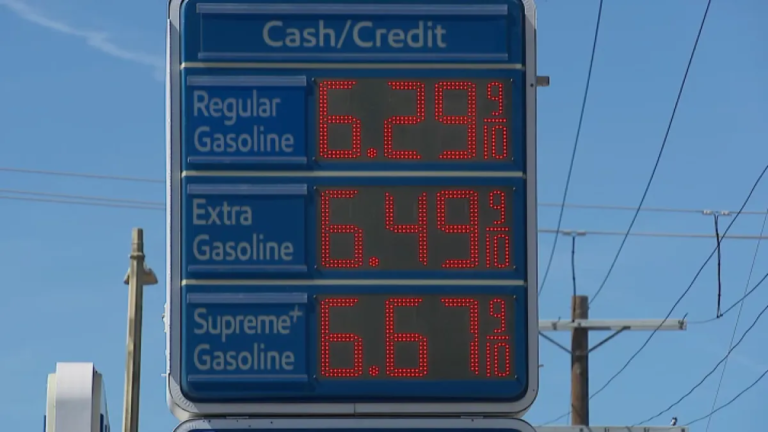 Cash/Credit
Regular
Gasoline
6.29 9/10
Extra
Gasoline
6.49 9/10
Supreme+
Gasoline
6.67 9/10